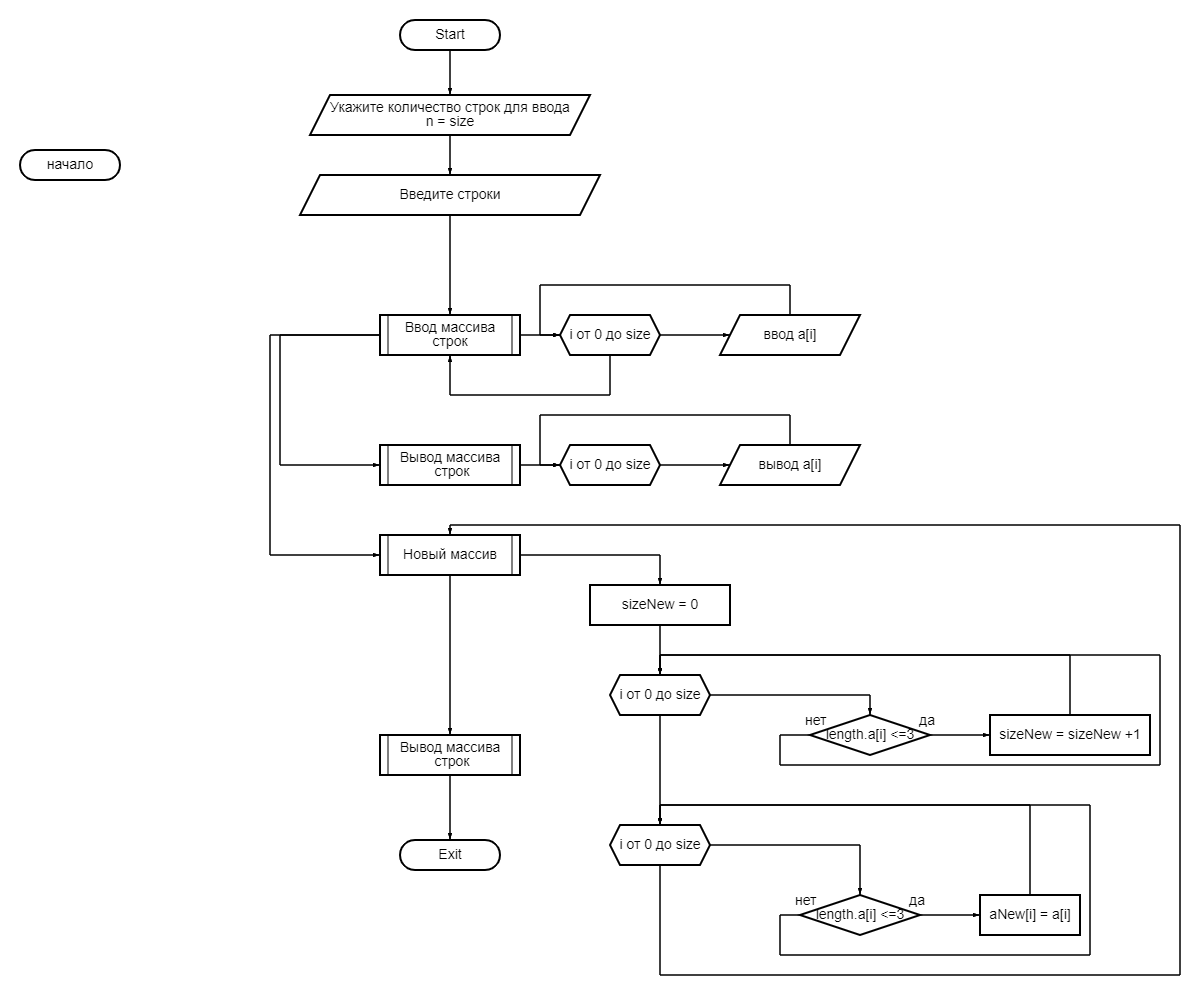 Start
Укажите количество строк для ввода
n = size
начало
Введите строки
Ввод массива
строк
i от 0 до size
ввод a[i]
Вывод массива
строк
i от 0 до size
вывод a[i]
Новый массив
sizeNew = 0
i от 0 до size
нет
да
length.a[i] <=3
sizeNew = sizeNew +1
Вывод массива
строк
i от 0 до size
Exit
нет
да
length.a[i] <=3
aNew[i] = a[i]